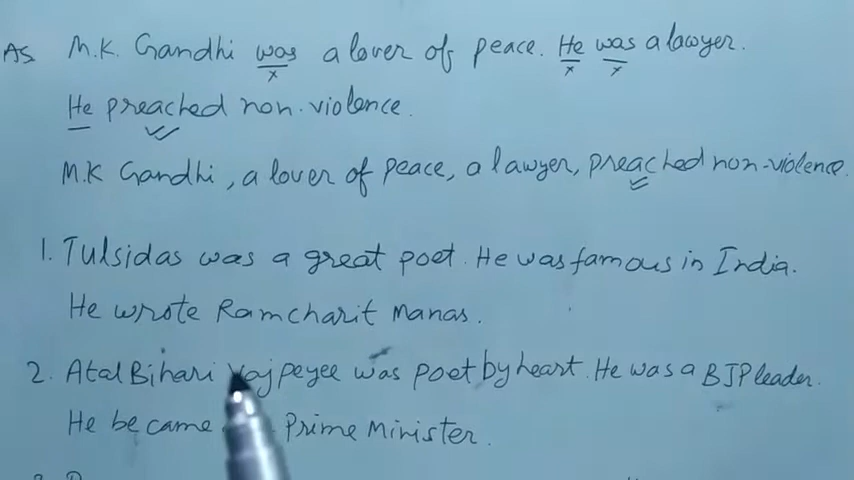 As M.K. Gandhi was a lover of peace. He was a lawyer.
He preached non-violence.
M.K Gandhi, a lover of peace, a lawyer, preached non-violence.
1. Tulsidas was a great poet. He was famous in India.
He wrote Ramcharit Manas.
2. Atal Bihari Vajpeyee was poet by heart. He was a BJP leader.
He became Prime Minister.